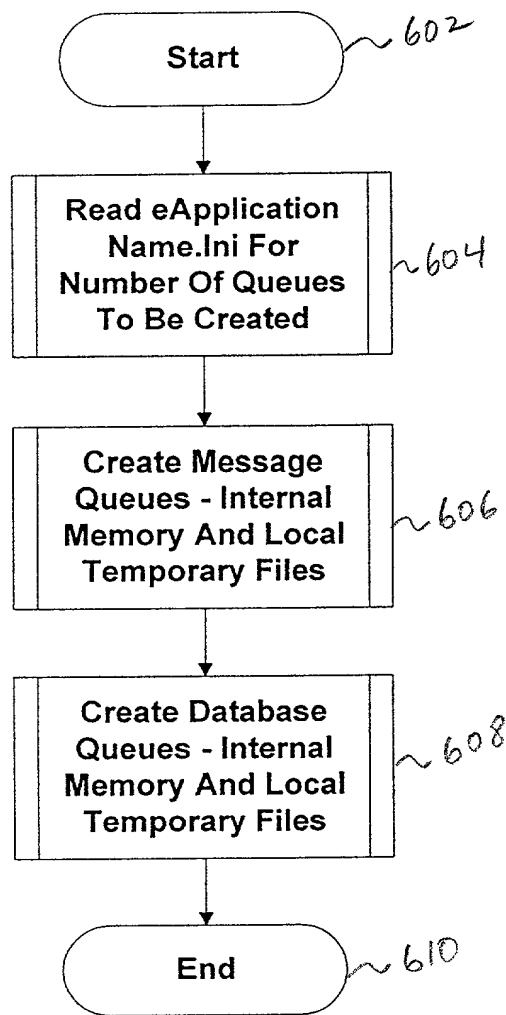 Start
602
Read eApplication
Name.Ini For
Number Of Queues
To Be Created
604
Create Message
Queues - Internal
Memory And Local
Temporary Files
606
Create Database
Queues - Internal
Memory And Local
Temporary Files
608
End
610